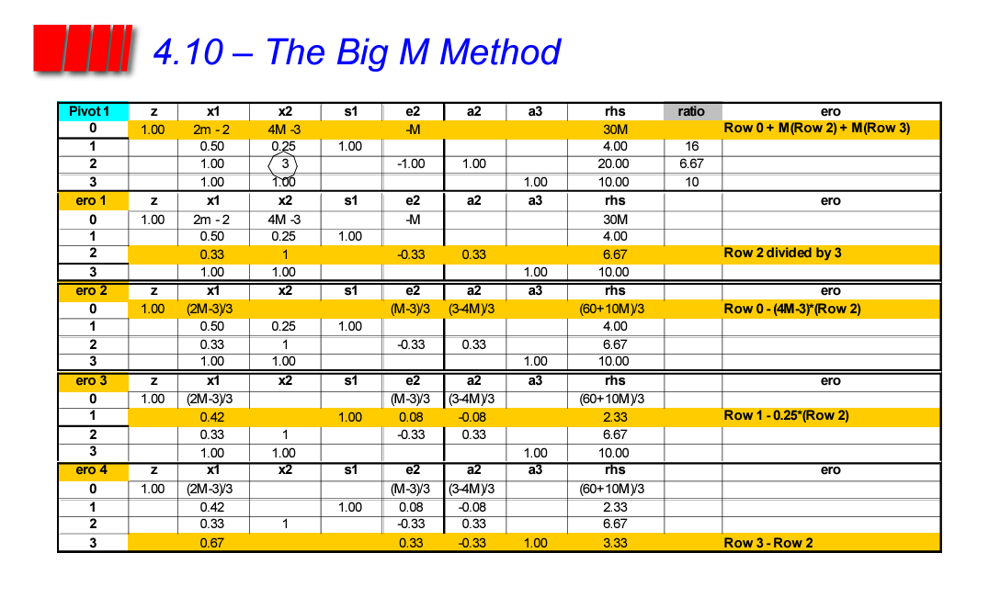 4.10 – The Big M Method
Pivot 1 z x1 x2 s1 e2 a2 a3 rhs ratio ero
0 1.00 2m - 2 4M -3 -M 30M Row 0 + M(Row 2) + M(Row 3)
1 0.50 0.25 1.00 4.00 16
2 1.00 3 -1.00 1.00 20.00 6.67
3 1.00 1.00 1.00 10.00 10
ero 1 z x1 x2 s1 e2 a2 a3 rhs ero
0 1.00 2m - 2 4M -3 -M 30M
1 0.50 0.25 1.00 4.00
2 0.33 1 -0.33 0.33 6.67 Row 2 divided by 3
3 1.00 1.00 1.00 10.00
ero 2 z x1 x2 s1 e2 a2 a3 rhs ero
0 1.00 (2M-3)/3 (M-3)/3 (3-4M)/3 (60+10M)/3 Row 0 - (4M-3)*(Row 2)
1 0.50 0.25 1.00 4.00
2 0.33 1 -0.33 0.33 6.67
3 1.00 1.00 1.00 10.00
ero 3 z x1 x2 s1 e2 a2 a3 rhs ero
0 1.00 (2M-3)/3 (M-3)/3 (3-4M)/3 (60+10M)/3
1 0.42 1.00 0.08 -0.08 2.33 Row 1 - 0.25*(Row 2)
2 0.33 1 -0.33 0.33 6.67
3 1.00 1.00 1.00 10.00
ero 4 z x1 x2 s1 e2 a2 a3 rhs ero
0 1.00 (2M-3)/3 (M-3)/3 (3-4M)/3 (60+10M)/3
1 0.42 1.00 0.08 -0.08 2.33
2 0.33 1 -0.33 0.33 6.67
3 0.67 0.33 -0.33 1.00 3.33 Row 3 - Row 2